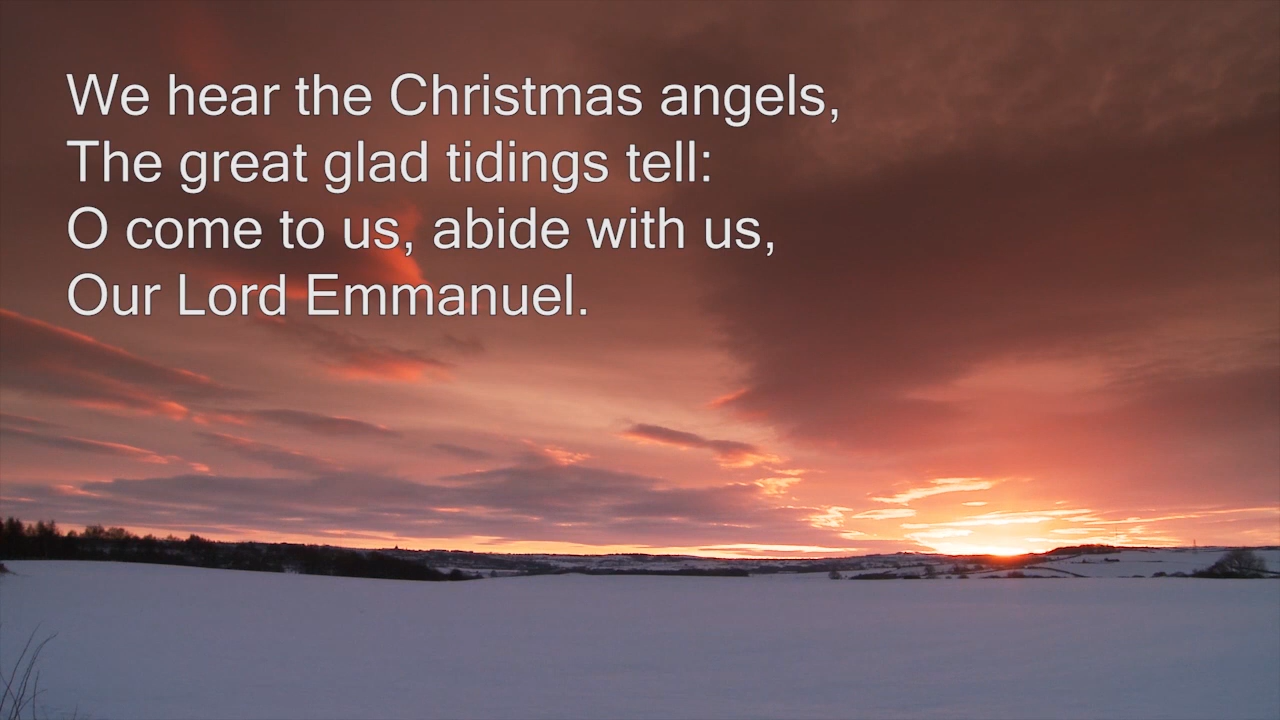 We hear the Christmas angels,
The great glad tidings tell:
O come to us, abide with us,
Our Lord Emmanuel.